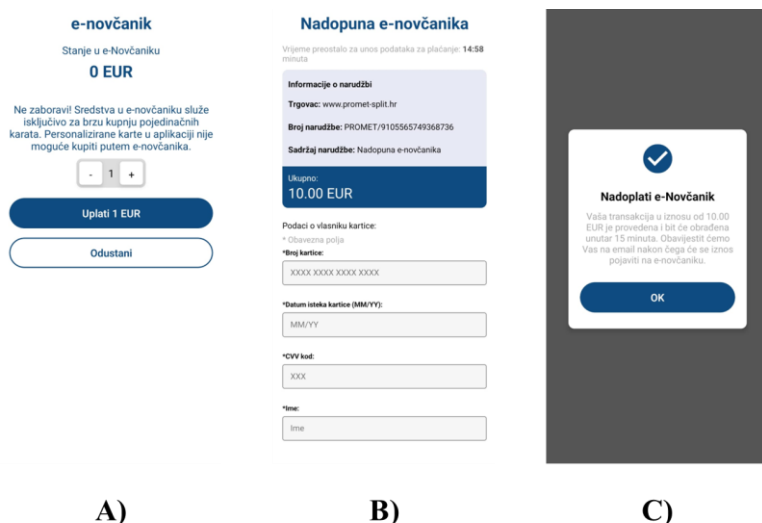 e-novčanik
Stanje u e-Novčaniku
0 EUR
Ne zaboravi! Sredstva u e-novčaniku služe
isključivo za brzu kupnju pojedinačnih
karata. Personalizirane karte u aplikaciji nije
moguće kupiti putem e-novčanika.
- 1 +
Uplati 1 EUR
Odustani
A)
Nadopuna e-novčanika
Vrijeme preostalo za unos podataka za plaćanje: 14:58
minuta
Informacije o narudžbi
Trgovac: www.promet-split.hr
Broj narudžbe: PROMET/9105565749368736
Sadržaj narudžbe: Nadopuna e-novčanika
Ukupno:
10.00 EUR
Podaci o vlasniku kartice:
* Obavezna polja
*Broj kartice:
XXXX XXXX XXXX XXXX
*Datum isteka kartice (MM/YY):
MM/YY
*CVV kod:
XXX
*Ime:
Ime
B)
Nadoplati e-Novčanik
Vaša transakcija u iznosu od 10.00
EUR je provedena i bit će obrađena
unutar 15 minuta. Obavijestit ćemo
Vas na email nakon čega će se iznos
pojaviti na e-novčaniku.
OK
C)